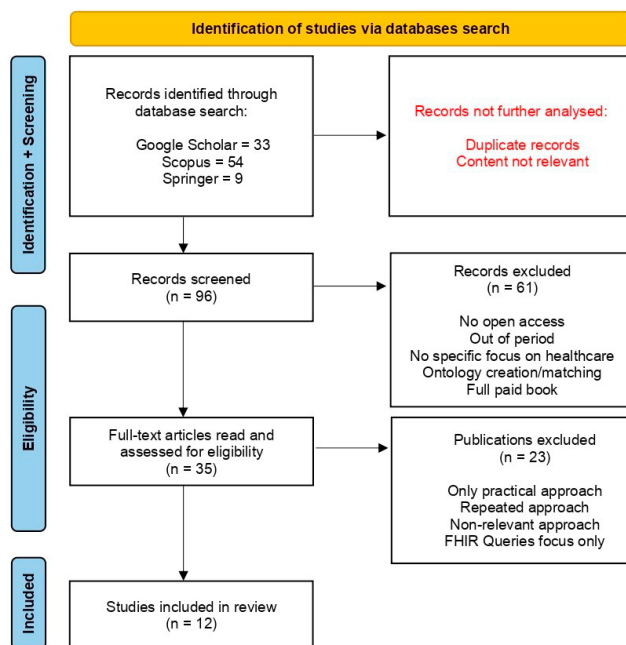 Identification of studies via databases search
Identification + Screening
Records identified through
database search:
Google Scholar = 33
Scopus = 54
Springer = 9
Records not further analysed:
Duplicate records
Content not relevant
Records screened
(n = 96)
Records excluded
(n = 61)
No open access
Out of period
No specific focus on healthcare
Ontology creation/matching
Full paid book
Eligibility
Full-text articles read and
assessed for eligibility
(n = 35)
Publications excluded
(n = 23)
Only practical approach
Repeated approach
Non-relevant approach
FHIR Queries focus only
Included
Studies included in review
(n = 12)